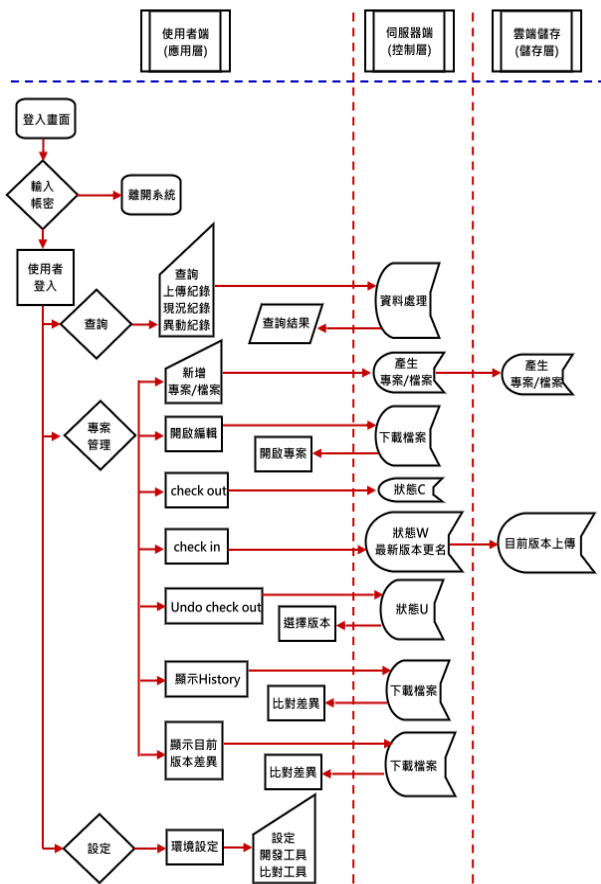 使用者端
(應用層)
伺服器端
(控制層)
雲端儲存
(儲存層)
登入畫面
輸入
帳密
離開系統
使用者
登入
查詢
查詢
上傳紀錄
現況紀錄
異動紀錄
資料處理
查詢結果
新增
專案/檔案
產生
專案/檔案
產生
專案/檔案
專案
管理
開啟編輯
下載檔案
開啟專案
check out
狀態C
check in
狀態W
最新版本更名
目前版本上傳
Undo check out
狀態U
選擇版本
顯示History
下載檔案
比對差異
顯示目前
版本差異
下載檔案
比對差異
設定
環境設定
設定
開發工具
比對工具